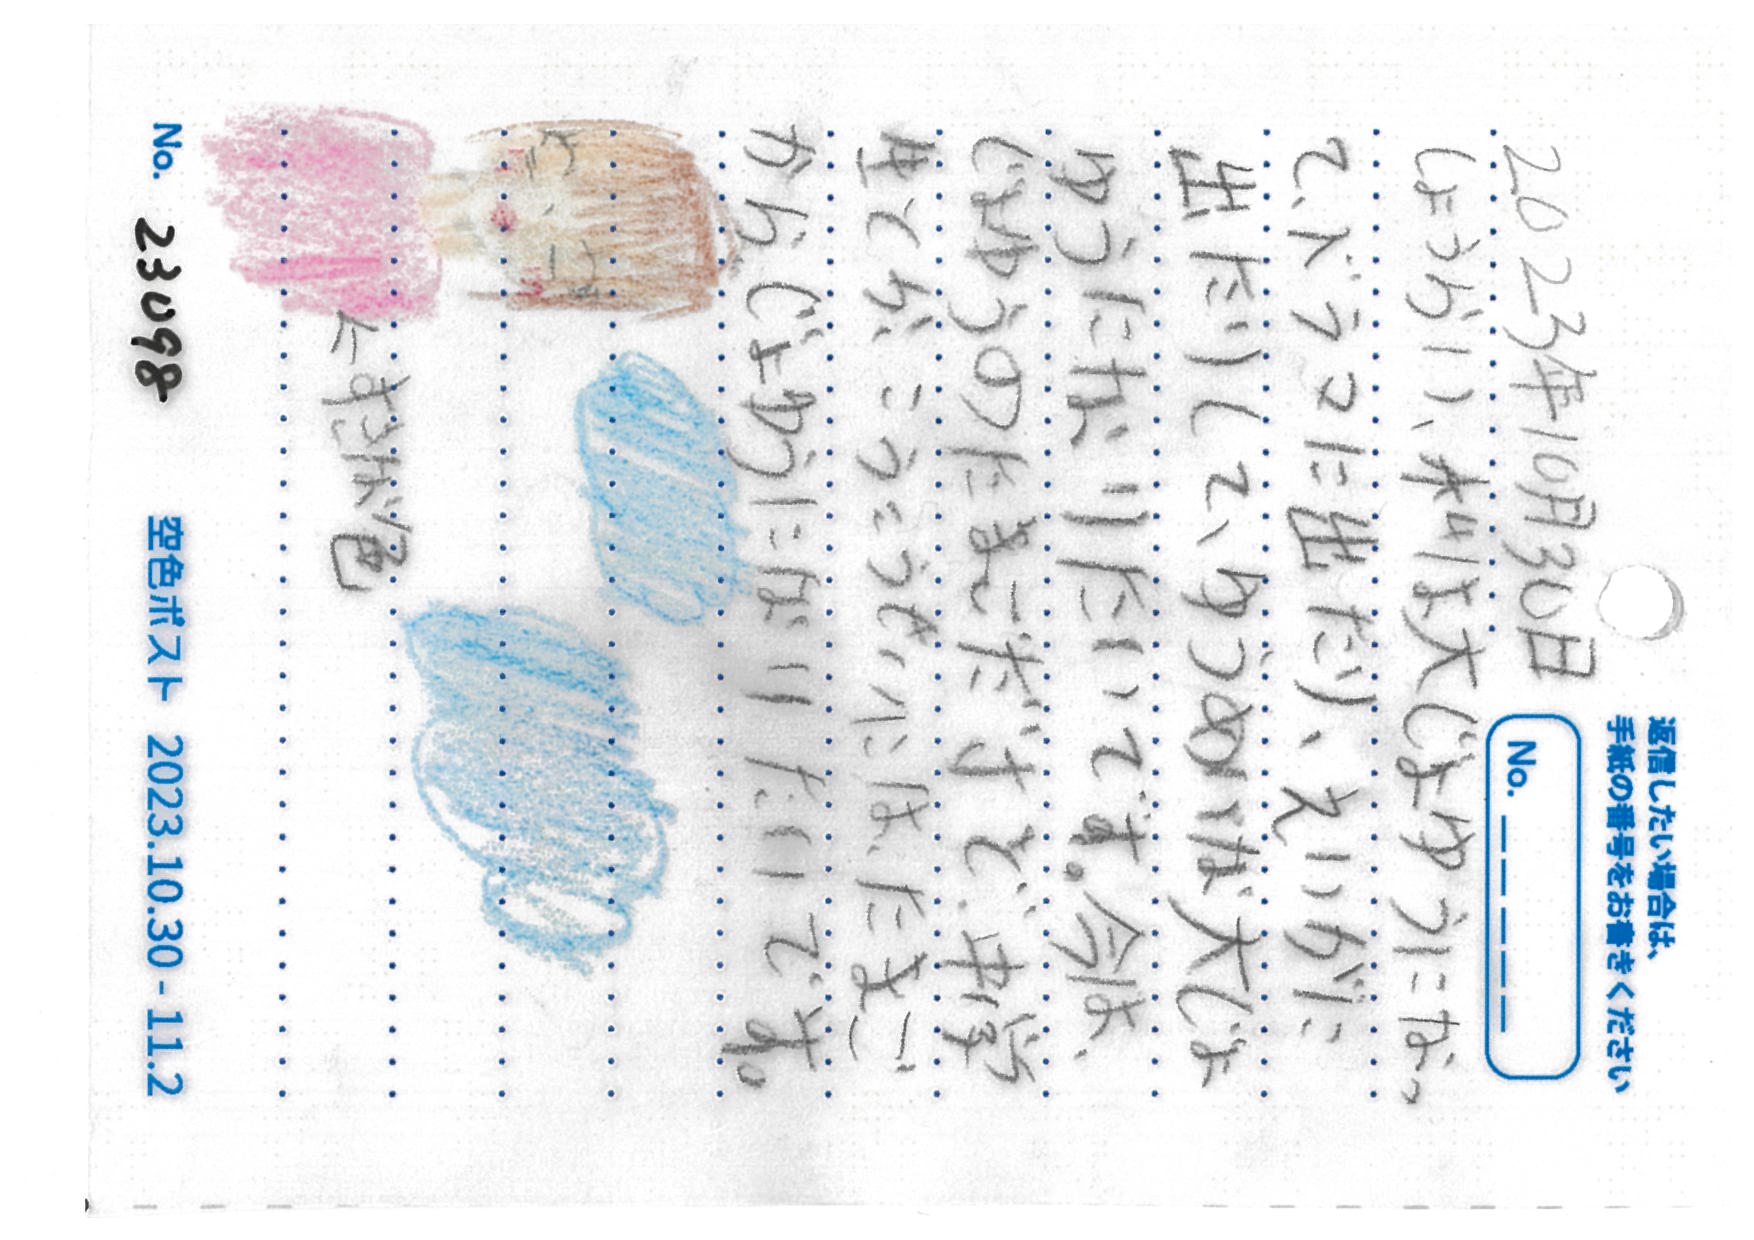 返信したい場合は、
手紙の番号をお書きください
No. _ _ _ _ _
2023年10月30日
しょうらい、私は大じょゆうになっ
て、ドラマに出たり、えいがに
出たりして、ゆうめいな大じょ
ゆうになりたいです。今は、
じょゆうのたまごだけど、中学
生とか、こうこうせいには、たまご
からじょゆうになりたいです。
←すきな色
No. 23098
空色ポスト 2023.10.30 - 11.2